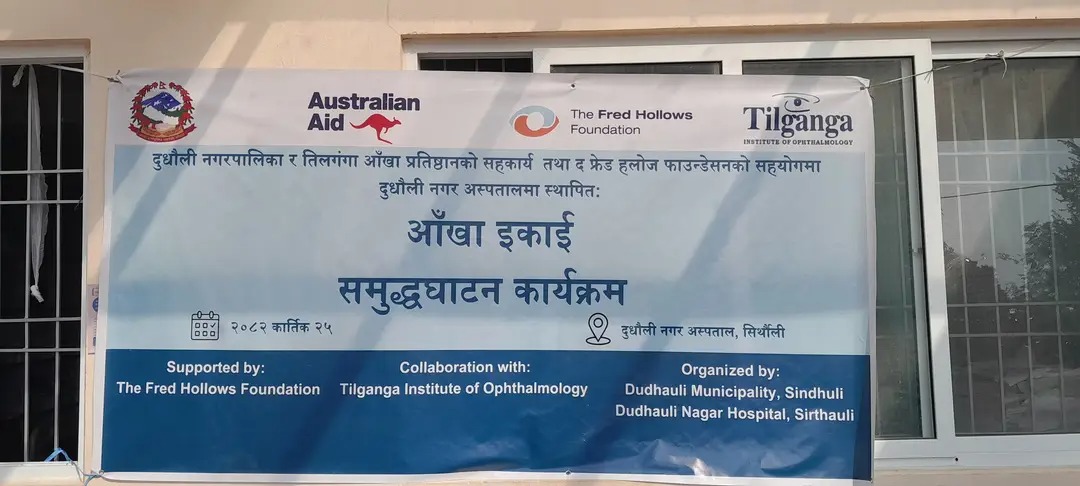 Australian Aid
The Fred Hollows Foundation
Tilganga
INSTITUTE OF OPHTHALMOLOGY
दुधौली नगरपालिका र तिलगंगा आँखा प्रतिष्ठानको सहकार्य तथा द फ्रेड हलोज फाउन्डेसनको सहयोगमा
दुधौली नगर अस्पतालमा स्थापित:
आँखा इकाई
समुद्धघाटन कार्यक्रम
२०८२ कार्तिक २५
दुधौली नगर अस्पताल, सिर्थौली
Supported by:
The Fred Hollows Foundation
Collaboration with:
Tilganga Institute of Ophthalmology
Organized by:
Dudhauli Municipality, Sindhuli
Dudhauli Nagar Hospital, Sirthauli